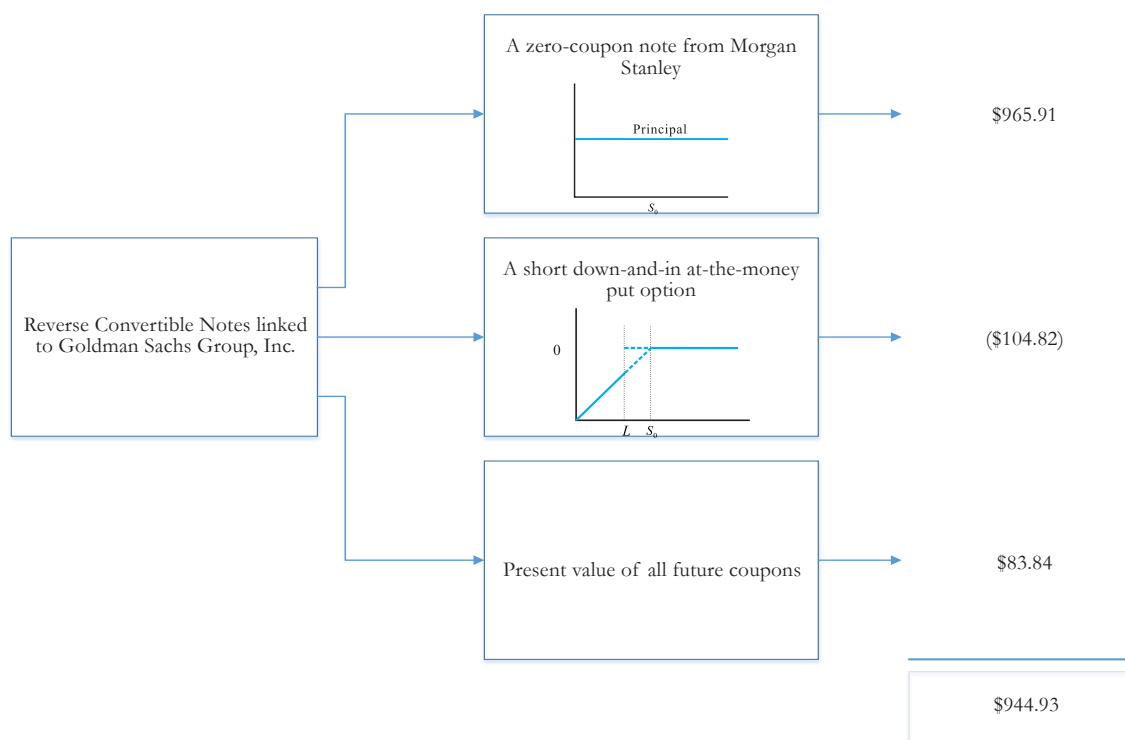 A zero-coupon note from Morgan
Stanley
Principal
S₀
$965.91
Reverse Convertible Notes linked
to Goldman Sachs Group, Inc.
A short down-and-in at-the-money
put option
0
L S₀
($104.82)
Present value of all future coupons
$83.84
$944.93